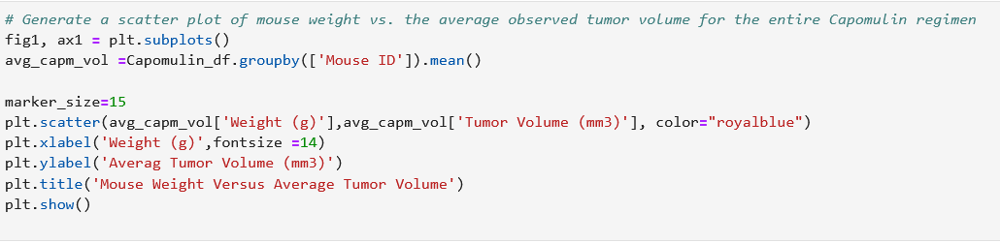 # Generate a scatter plot of mouse weight vs. the average observed tumor volume for the entire Capomulin regimen
fig1, ax1 = plt.subplots()
avg_capm_vol =Capomulin_df.groupby(['Mouse ID']).mean()
marker_size=15
plt.scatter(avg_capm_vol['Weight (g)'],avg_capm_vol['Tumor Volume (mm3)'], color="royalblue")
plt.xlabel('Weight (g)',fontsize =14)
plt.ylabel('Averag Tumor Volume (mm3)')
plt.title('Mouse Weight Versus Average Tumor Volume')
plt.show()